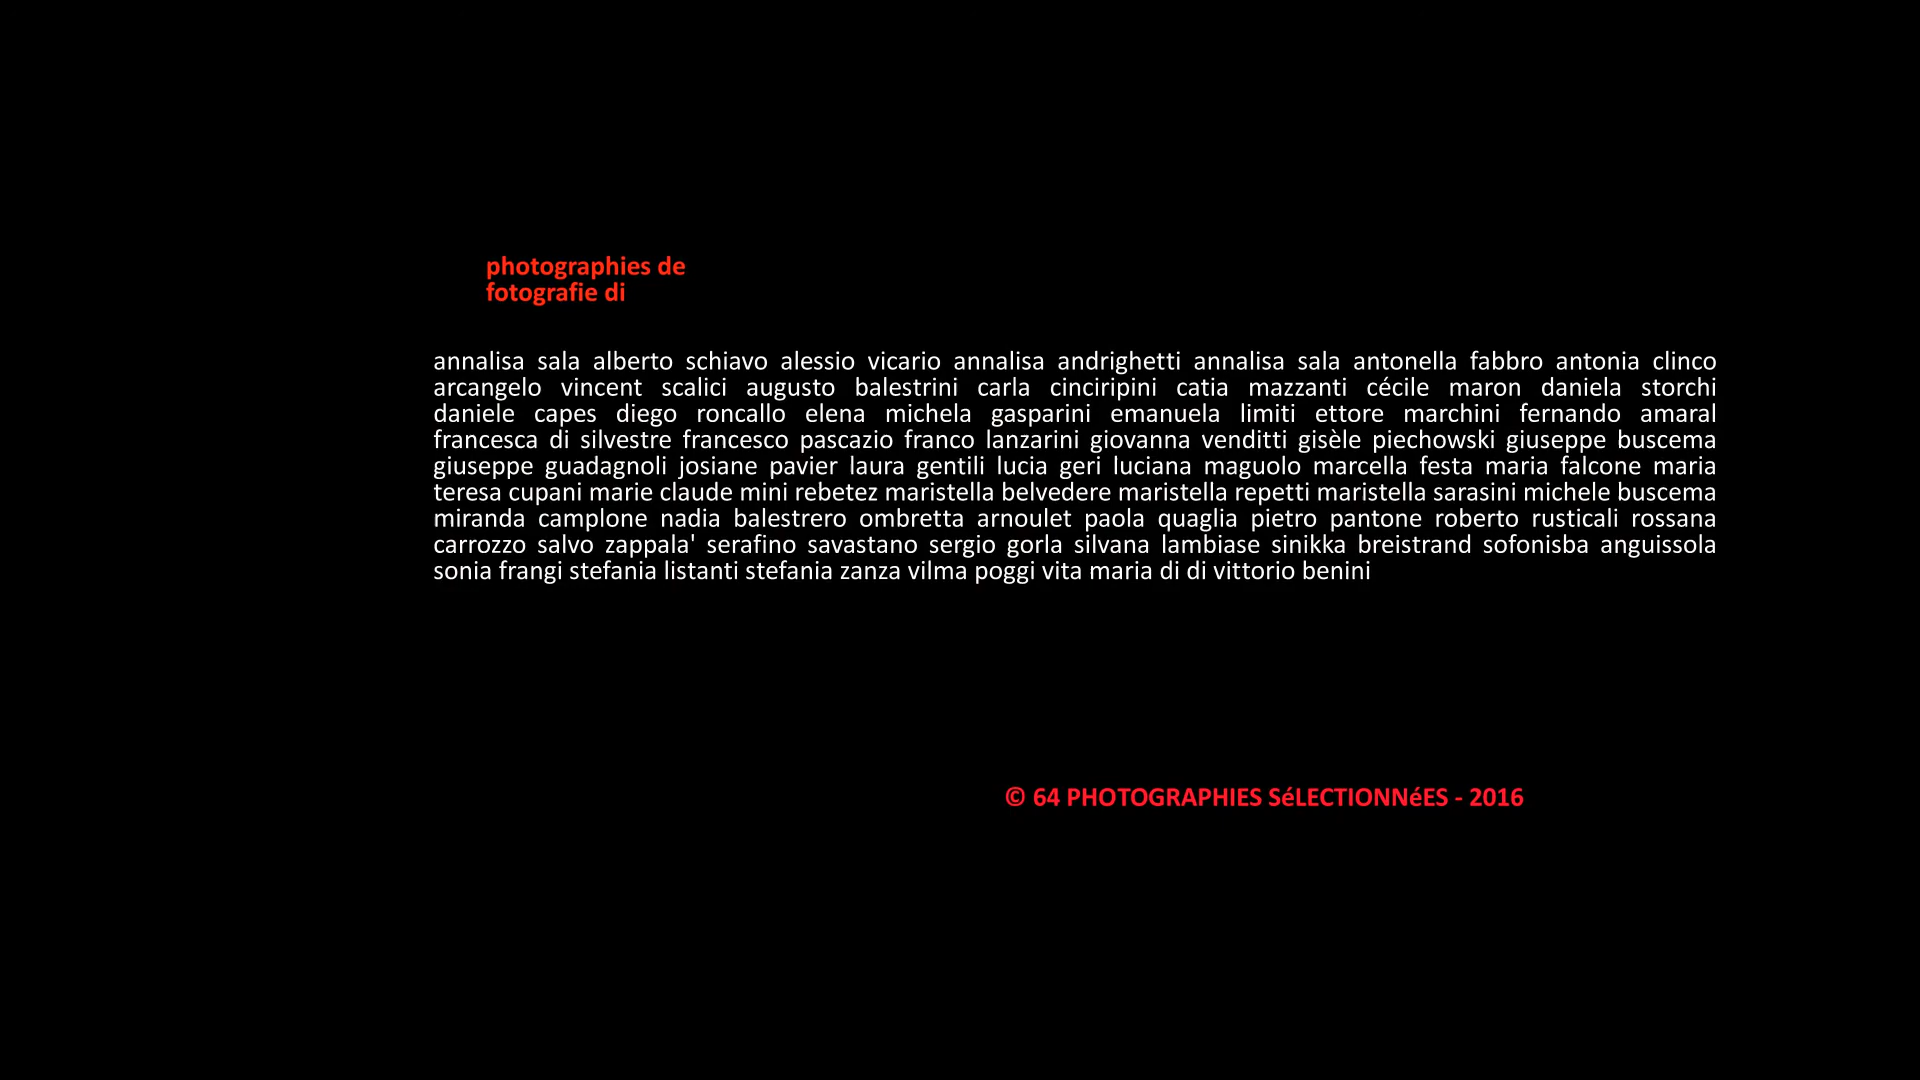 photographies de
fotografie di
annalisa sala alberto schiavo alessio vicario annalisa andrighetti annalisa sala antonella fabbro antonia clinco
arcangelo vincent scalici augusto balestrini carla cinciripini catia mazzanti cécile maron daniela storchi
daniele capes diego roncallo elena michela gasparini emanuela limiti ettore marchini fernando amaral
francesca di silvestre francesco pascazio franco lanzarini giovanna venditti gisèle piechowski giuseppe buscema
giuseppe guadagnoli josiane pavier laura gentili lucia geri luciana maguolo marcella festa maria falcone maria
teresa cupani marie claude mini rebetez maristella belvedere maristella repetti maristella sarasini michele buscema
miranda camplone nadia balestrero ombretta arnoulet paola quaglia pietro pantone roberto rusticali rossana
carrozzo salvo zappala' serafino savastano sergio gorla silvana lambiase sinikka breistrand sofonisba anguissola
sonia frangi stefania listanti stefania zanza vilma poggi vita maria di di vittorio benini
© 64 PHOTOGRAPHIES SéLECTIONNéES - 2016